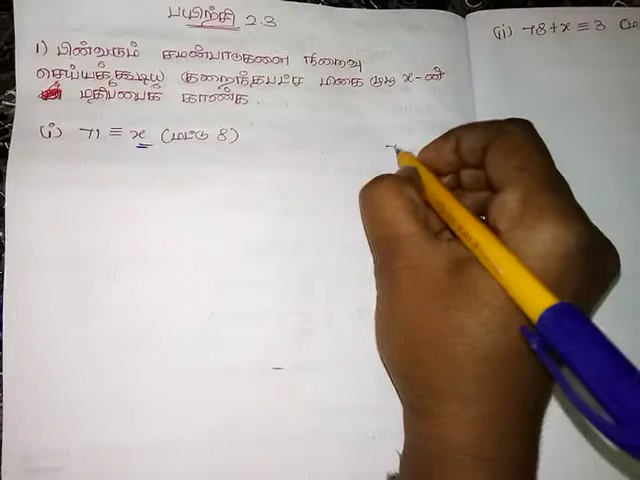 பயிற்சி 2.3
1) பின்வரும் சமன்பாடுகளை நிறைவு
செய்யக்கூடிய குறைந்தபட்ச மிகை முழு x-ன்
மதிப்பைக் காண்க.
(i) 71 ≡ x (மட்டு 8)
(ii) 78 + x ≡ 3 (ம